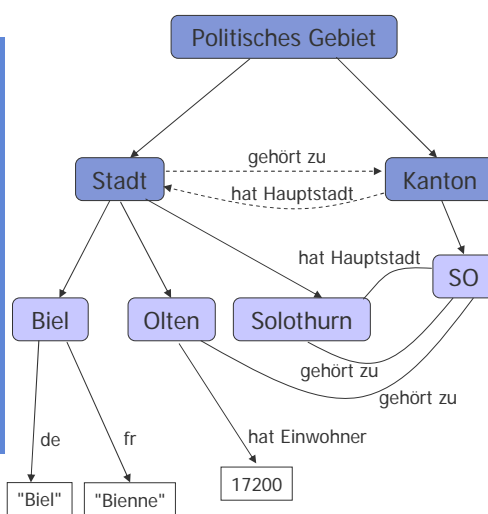 Politisches Gebiet
gehört zu
Stadt
Kanton
hat Hauptstadt
hat Hauptstadt
SO
Biel
Olten
Solothurn
gehört zu
gehört zu
de
fr
hat Einwohner
"Biel"
"Bienne"
17200